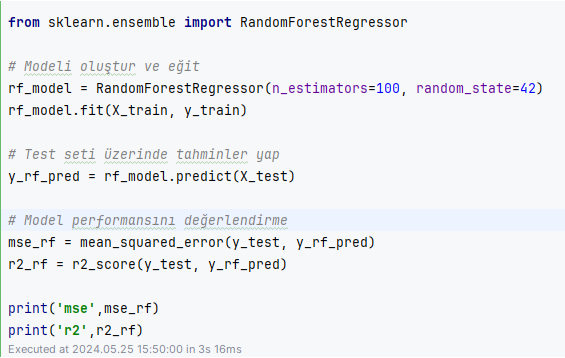 from sklearn.ensemble import RandomForestRegressor
# Modeli oluştur ve eğit
rf_model = RandomForestRegressor(n_estimators=100, random_state=42)
rf_model.fit(X_train, y_train)
# Test seti üzerinde tahminler yap
y_rf_pred = rf_model.predict(X_test)
# Model performansını değerlendirme
mse_rf = mean_squared_error(y_test, y_rf_pred)
r2_rf = r2_score(y_test, y_rf_pred)
print('mse',mse_rf)
print('r2',r2_rf)
Executed at 2024.05.25 15:50:00 in 3s 16ms